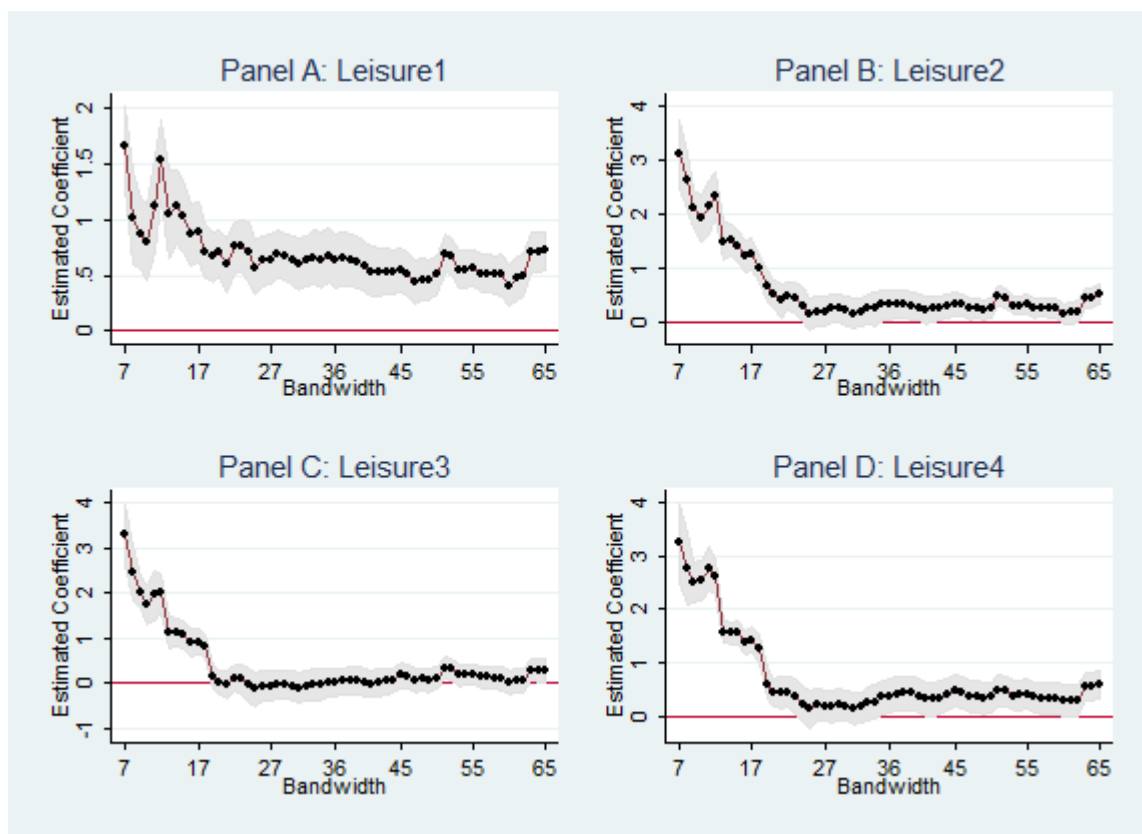 Panel A: Leisure1
Estimated Coefficient
2
1.5
1
.5
0
7 17 27 36 45 55 65
Bandwidth
Panel B: Leisure2
Estimated Coefficient
4
3
2
1
0
7 17 27 36 45 55 65
Bandwidth
Panel C: Leisure3
Estimated Coefficient
4
3
2
1
0
-1
7 17 27 36 45 55 65
Bandwidth
Panel D: Leisure4
Estimated Coefficient
4
3
2
1
0
7 17 27 36 45 55 65
Bandwidth